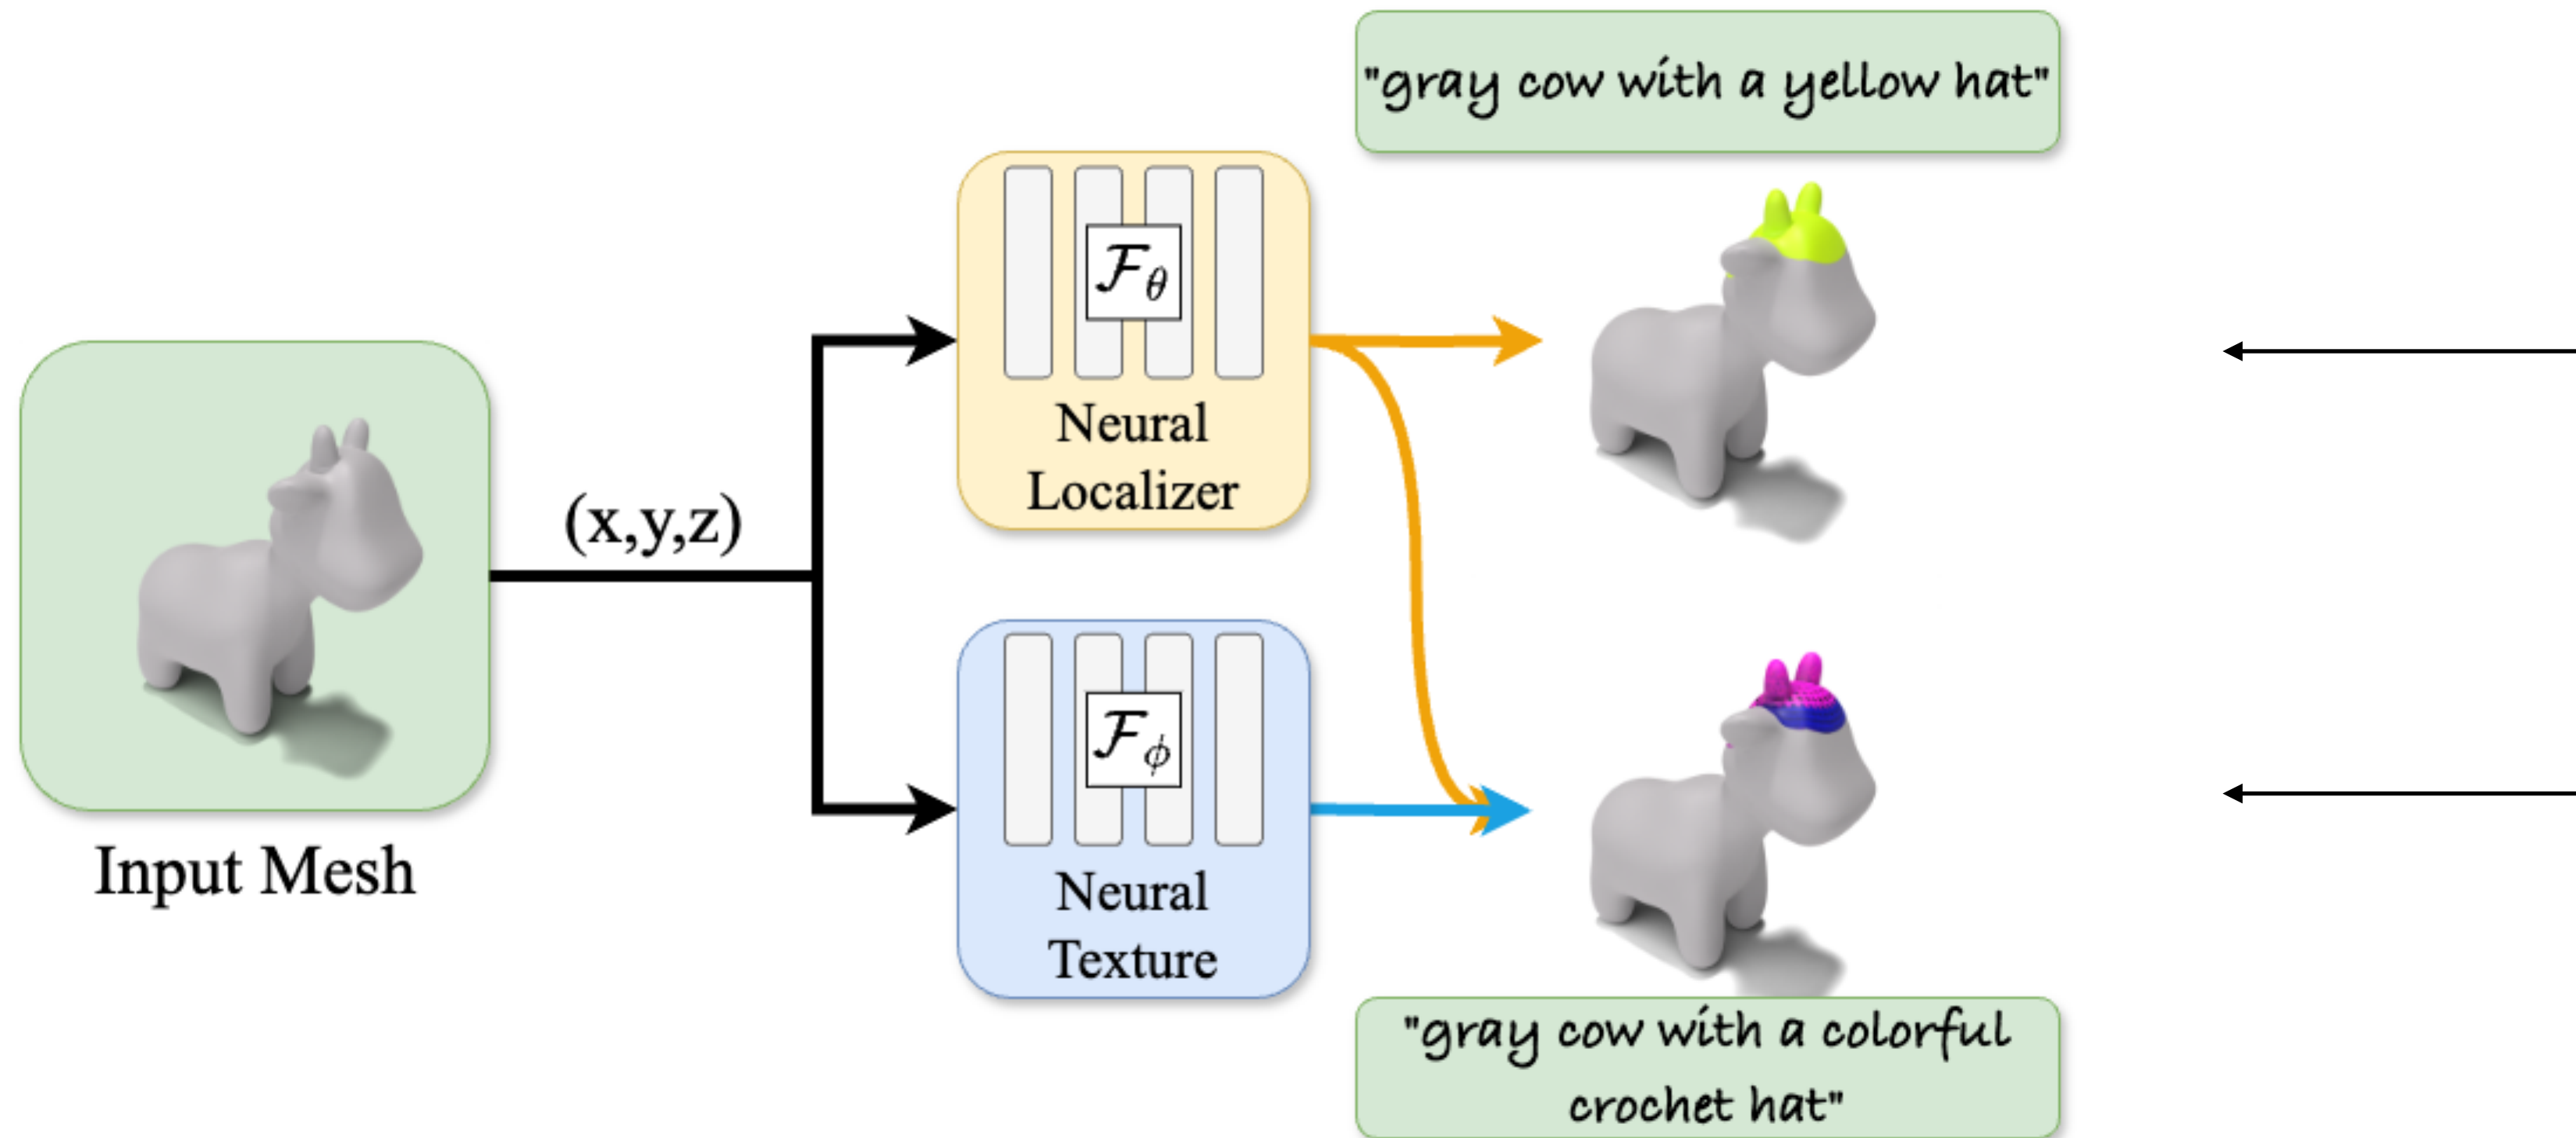 "gray cow with a yellow hat"
ℱθ
Neural
Localizer
(x,y,z)
Input Mesh
ℱϕ
Neural
Texture
"gray cow with a colorful
crochet hat"